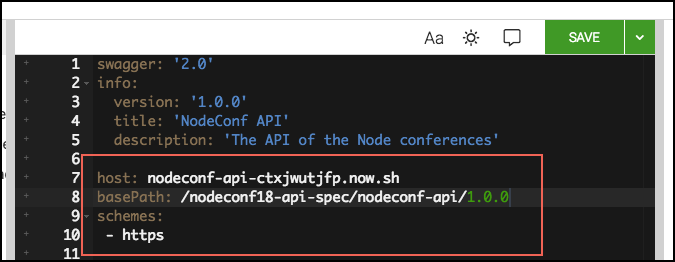 Aa SAVE
1 swagger: '2.0'
2 info:
3 version: '1.0.0'
4 title: 'NodeConf API'
5 description: 'The API of the Node conferences'
6
7 host: nodeconf-api-ctxjwutjfp.now.sh
8 basePath: /nodeconf18-api-spec/nodeconf-api/1.0.0
9 schemes:
10 - https
11